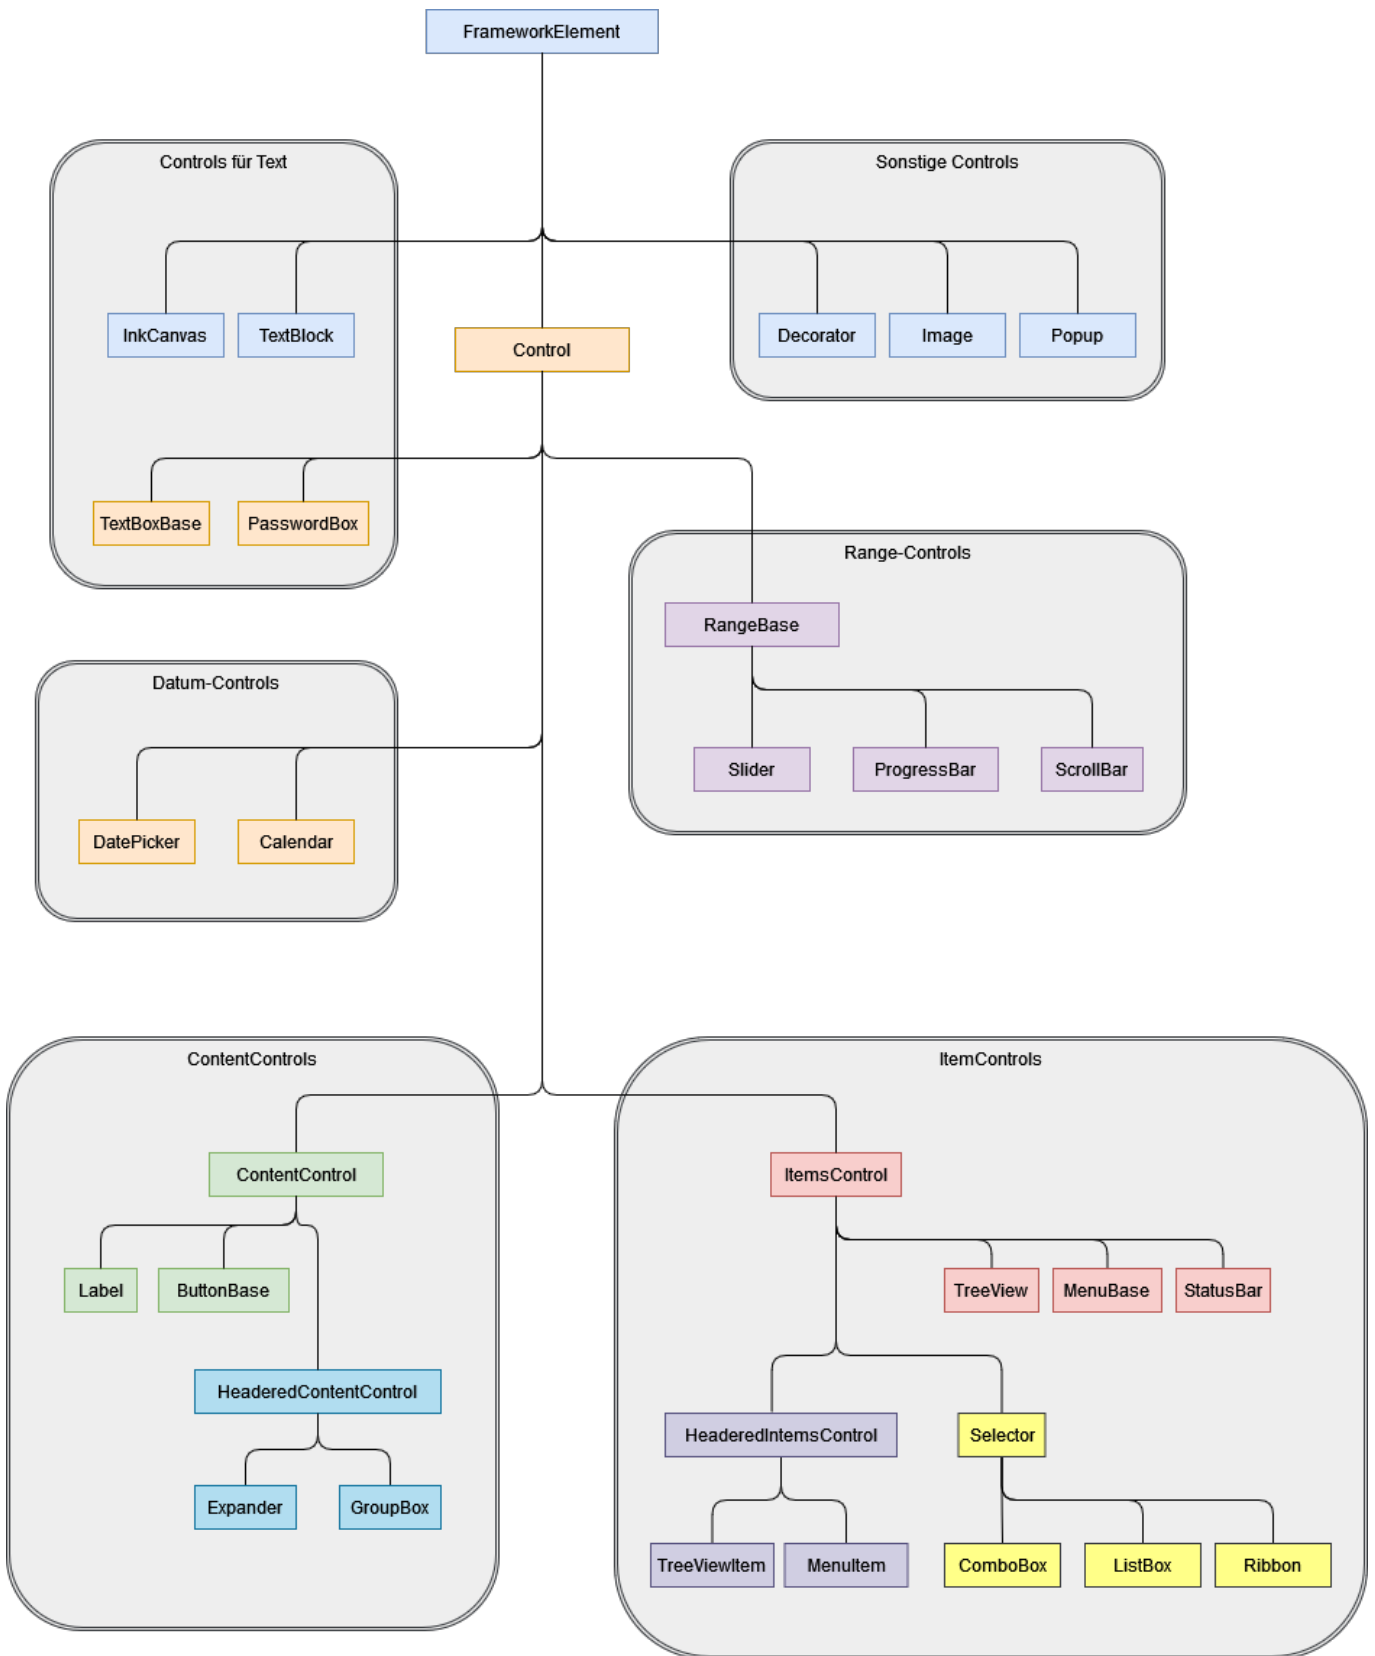 FrameworkElement
Controls für Text
Sonstige Controls
InkCanvas
TextBlock
Control
Decorator
Image
Popup
TextBoxBase
PasswordBox
Range-Controls
RangeBase
Datum-Controls
Slider
ProgressBar
ScrollBar
DatePicker
Calendar
ContentControls
ItemControls
ContentControl
ItemsControl
Label
ButtonBase
TreeView
MenuBase
StatusBar
HeaderedContentControl
HeaderedIntemsControl
Selector
Expander
GroupBox
TreeViewItem
MenuItem
ComboBox
ListBox
Ribbon